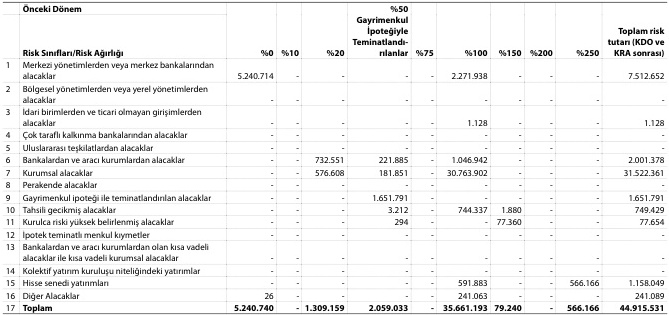 Önceki Dönem
Risk Sınıfları/Risk Ağırlığı %0 %10 %20 %50 Gayrimenkul İpoteğiyle Teminatlandı-rılanlar %75 %100 %150 %200 %250 Toplam risk tutarı (KDO ve KRA sonrası)
1 Merkezi yönetimlerden veya merkez bankalarından alacaklar 5.240.714 - - - - 2.271.938 - - - 7.512.652
2 Bölgesel yönetimlerden veya yerel yönetimlerden alacaklar - - - - - - - - - -
3 İdari birimlerden ve ticari olmayan girişimlerden alacaklar - - - - - 1.128 - - - 1.128
4 Çok taraflı kalkınma bankalarından alacaklar - - - - - - - - - -
5 Uluslararası teşkilatlardan alacaklar - - - - - - - - - -
6 Bankalardan ve aracı kurumlardan alacaklar - - 732.551 221.885 - 1.046.942 - - - 2.001.378
7 Kurumsal alacaklar - - 576.608 181.851 - 30.763.902 - - - 31.522.361
8 Perakende alacaklar - - - - - - - - - -
9 Gayrimenkul ipoteği ile teminatlandırılan alacaklar - - - 1.651.791 - - - - - 1.651.791
10 Tahsili gecikmiş alacaklar - - - 3.212 - 744.337 1.880 - - 749.429
11 Kurulca riski yüksek belirlenmiş alacaklar - - - 294 - - 77.360 - - 77.654
12 İpotek teminatlı menkul kıymetler - - - - - - - - - -
13 Bankalardan ve aracı kurumlardan olan kısa vadeli alacaklar ile kısa vadeli kurumsal alacaklar - - - - - - - - - -
14 Kolektif yatırım kuruluşu niteliğindeki yatırımlar - - - - - - - - - -
15 Hisse senedi yatırımları - - - - - 591.883 - - 566.166 1.158.049
16 Diğer Alacaklar 26 - - - - 241.063 - - - 241.089
17 Toplam 5.240.740 - 1.309.159 2.059.033 - 35.661.193 79.240 - 566.166 44.915.531